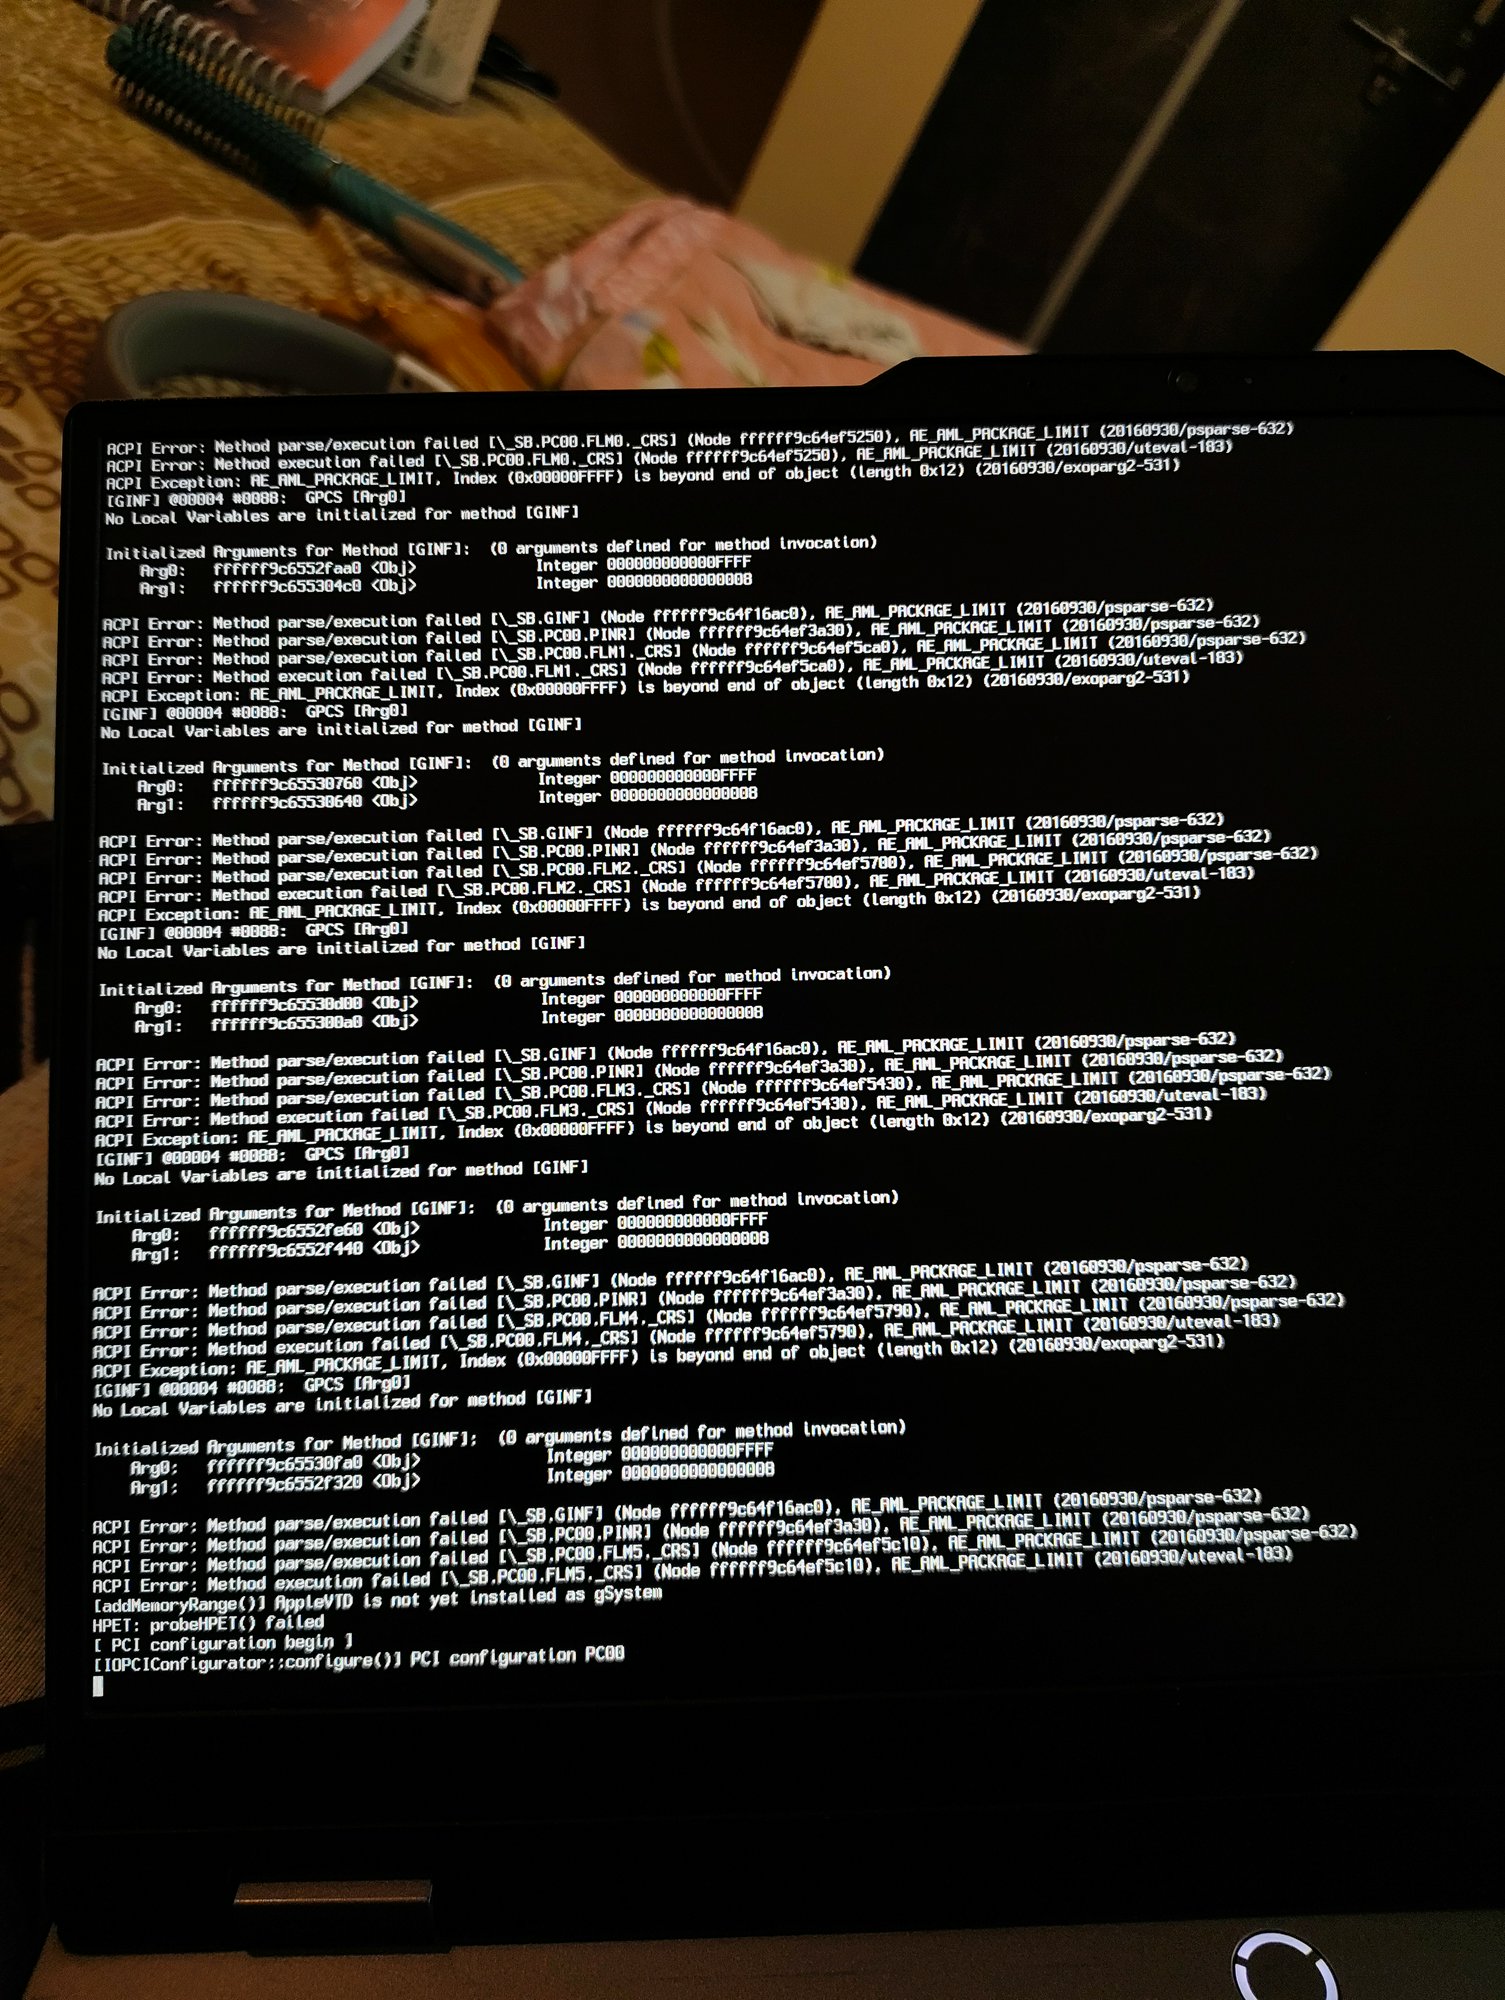 ACPI Error: Method parse/execution failed [\_SB.PC00.FLM0._CRS] (Node ffffff9c64ef5250), AE_AML_PACKAGE_LIMIT (20160930/psparse-632)
ACPI Error: Method execution failed [\_SB.PC00.FLM0._CRS] (Node ffffff9c64ef5250), AE_AML_PACKAGE_LIMIT (20160930/uteval-183)
ACPI Exception: AE_AML_PACKAGE_LIMIT, Index (0x00000FFFF) is beyond end of object (length 0x12) (20160930/exoparg2-531)
[GINF] @00004 #0088:  GPCS [Arg0]
No Local Variables are initialized for method [GINF]
Initialized Arguments for Method [GINF]:  (0 arguments defined for method invocation)
Arg0:   ffffff9c6552faa0 <Obj>           Integer 000000000000FFFF
Arg1:   ffffff9c655304c0 <Obj>           Integer 0000000000000008
ACPI Error: Method parse/execution failed [\_SB.GINF] (Node ffffff9c64f16ac0), AE_AML_PACKAGE_LIMIT (20160930/psparse-632)
ACPI Error: Method parse/execution failed [\_SB.PC00.PINR] (Node ffffff9c64ef3a30), AE_AML_PACKAGE_LIMIT (20160930/psparse-632)
ACPI Error: Method parse/execution failed [\_SB.PC00.FLM1._CRS] (Node ffffff9c64ef5ca0), AE_AML_PACKAGE_LIMIT (20160930/psparse-632)
ACPI Error: Method execution failed [\_SB.PC00.FLM1._CRS] (Node ffffff9c64ef5ca0), AE_AML_PACKAGE_LIMIT (20160930/uteval-183)
ACPI Exception: AE_AML_PACKAGE_LIMIT, Index (0x00000FFFF) is beyond end of object (length 0x12) (20160930/exoparg2-531)
[GINF] @00004 #0088:  GPCS [Arg0]
No Local Variables are initialized for method [GINF]
Initialized Arguments for Method [GINF]:  (0 arguments defined for method invocation)
Arg0:   ffffff9c65530760 <Obj>           Integer 000000000000FFFF
Arg1:   ffffff9c65530640 <Obj>           Integer 0000000000000008
ACPI Error: Method parse/execution failed [\_SB.GINF] (Node ffffff9c64f16ac0), AE_AML_PACKAGE_LIMIT (20160930/psparse-632)
ACPI Error: Method parse/execution failed [\_SB.PC00.PINR] (Node ffffff9c64ef3a30), AE_AML_PACKAGE_LIMIT (20160930/psparse-632)
ACPI Error: Method parse/execution failed [\_SB.PC00.FLM2._CRS] (Node ffffff9c64ef5700), AE_AML_PACKAGE_LIMIT (20160930/psparse-632)
ACPI Error: Method execution failed [\_SB.PC00.FLM2._CRS] (Node ffffff9c64ef5700), AE_AML_PACKAGE_LIMIT (20160930/uteval-183)
ACPI Exception: AE_AML_PACKAGE_LIMIT, Index (0x00000FFFF) is beyond end of object (length 0x12) (20160930/exoparg2-531)
[GINF] @00004 #0088:  GPCS [Arg0]
No Local Variables are initialized for method [GINF]
Initialized Arguments for Method [GINF]:  (0 arguments defined for method invocation)
Arg0:   ffffff9c65530d00 <Obj>           Integer 000000000000FFFF
Arg1:   ffffff9c655300a0 <Obj>           Integer 0000000000000008
ACPI Error: Method parse/execution failed [\_SB.GINF] (Node ffffff9c64f16ac0), AE_AML_PACKAGE_LIMIT (20160930/psparse-632)
ACPI Error: Method parse/execution failed [\_SB.PC00.PINR] (Node ffffff9c64ef3a30), AE_AML_PACKAGE_LIMIT (20160930/psparse-632)
ACPI Error: Method parse/execution failed [\_SB.PC00.FLM3._CRS] (Node ffffff9c64ef5430), AE_AML_PACKAGE_LIMIT (20160930/psparse-632)
ACPI Error: Method execution failed [\_SB.PC00.FLM3._CRS] (Node ffffff9c64ef5430), AE_AML_PACKAGE_LIMIT (20160930/uteval-183)
ACPI Exception: AE_AML_PACKAGE_LIMIT, Index (0x00000FFFF) is beyond end of object (length 0x12) (20160930/exoparg2-531)
[GINF] @00004 #0088:  GPCS [Arg0]
No Local Variables are initialized for method [GINF]
Initialized Arguments for Method [GINF]:  (0 arguments defined for method invocation)
Arg0:   ffffff9c6552fe60 <Obj>           Integer 000000000000FFFF
Arg1:   ffffff9c6552f440 <Obj>           Integer 0000000000000008
ACPI Error: Method parse/execution failed [\_SB.GINF] (Node ffffff9c64f16ac0), AE_AML_PACKAGE_LIMIT (20160930/psparse-632)
ACPI Error: Method parse/execution failed [\_SB.PC00.PINR] (Node ffffff9c64ef3a30), AE_AML_PACKAGE_LIMIT (20160930/psparse-632)
ACPI Error: Method parse/execution failed [\_SB.PC00.FLM4._CRS] (Node ffffff9c64ef5790), AE_AML_PACKAGE_LIMIT (20160930/psparse-632)
ACPI Error: Method execution failed [\_SB.PC00.FLM4._CRS] (Node ffffff9c64ef5790), AE_AML_PACKAGE_LIMIT (20160930/uteval-183)
ACPI Exception: AE_AML_PACKAGE_LIMIT, Index (0x00000FFFF) is beyond end of object (length 0x12) (20160930/exoparg2-531)
[GINF] @00004 #0088:  GPCS [Arg0]
No Local Variables are initialized for method [GINF]
Initialized Arguments for Method [GINF]:  (0 arguments defined for method invocation)
Arg0:   ffffff9c65530fa0 <Obj>           Integer 000000000000FFFF
Arg1:   ffffff9c6552f320 <Obj>           Integer 0000000000000008
ACPI Error: Method parse/execution failed [\_SB.GINF] (Node ffffff9c64f16ac0), AE_AML_PACKAGE_LIMIT (20160930/psparse-632)
ACPI Error: Method parse/execution failed [\_SB.PC00.PINR] (Node ffffff9c64ef3a30), AE_AML_PACKAGE_LIMIT (20160930/psparse-632)
ACPI Error: Method parse/execution failed [\_SB.PC00.FLM5._CRS] (Node ffffff9c64ef5c10), AE_AML_PACKAGE_LIMIT (20160930/psparse-632)
ACPI Error: Method execution failed [\_SB.PC00.FLM5._CRS] (Node ffffff9c64ef5c10), AE_AML_PACKAGE_LIMIT (20160930/uteval-183)
[addMemoryRange()] AppleVTD is not yet installed as gSystem
HPET: probeHPET() failed
[ PCI configuration begin ]
[IOPCIConfigurator::configure()] PCI configuration PC00